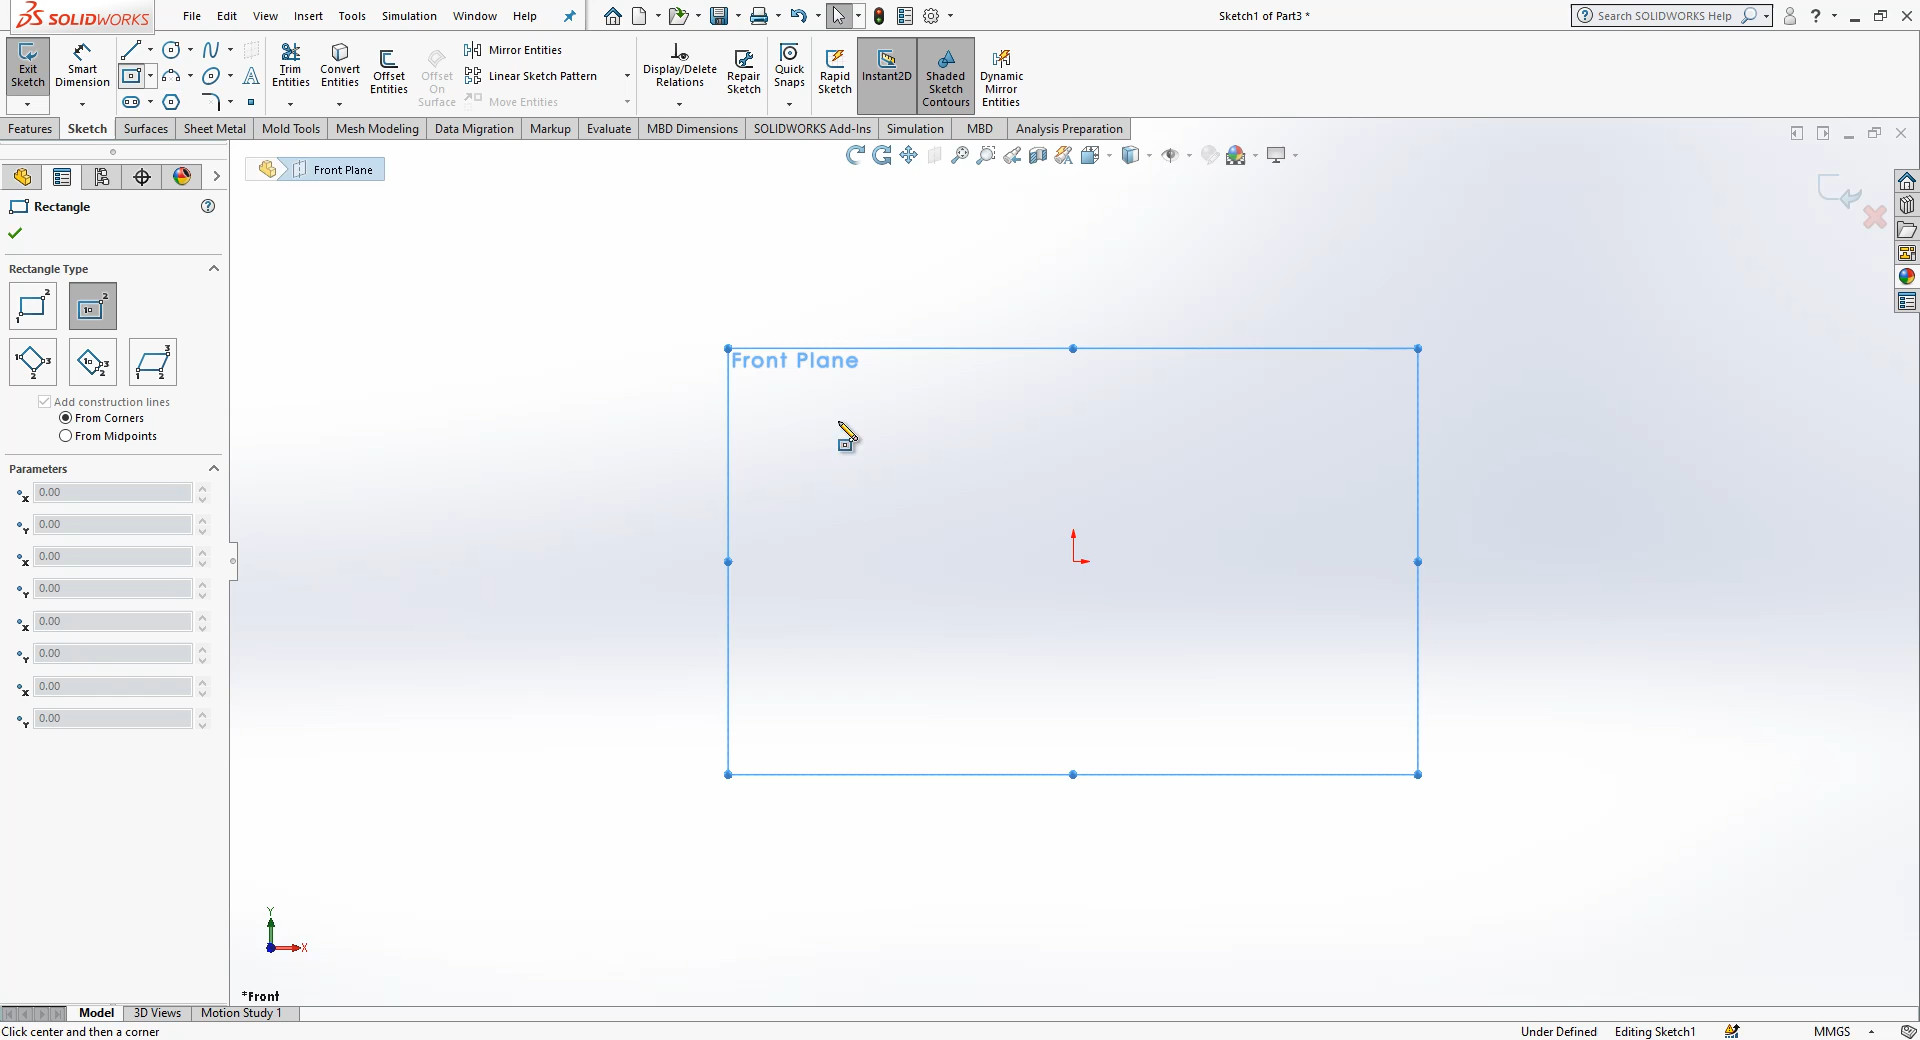 SOLIDWORKS File Edit View Insert Tools Simulation Window Help Sketch1 of Part3 * Search SOLIDWORKS Help ?
Exit Sketch Smart Dimension Trim Entities Convert Entities Offset Entities Offset On Surface Mirror Entities Linear Sketch Pattern Move Entities Display/Delete Relations Repair Sketch Quick Snaps Rapid Sketch Instant2D Shaded Sketch Contours Dynamic Mirror Entities
Features Sketch Surfaces Sheet Metal Mold Tools Mesh Modeling Data Migration Markup Evaluate MBD Dimensions SOLIDWORKS Add-Ins Simulation MBD Analysis Preparation
Front Plane
Rectangle ?
Rectangle Type
Front Plane
Add construction lines
From Corners
From Midpoints
Parameters
X 0.00
Y 0.00
X 0.00
Y 0.00
X 0.00
Y 0.00
X 0.00
Y 0.00
Y
X
*Front
Model 3D Views Motion Study 1
Click center and then a corner Under Defined Editing Sketch1 MMGS